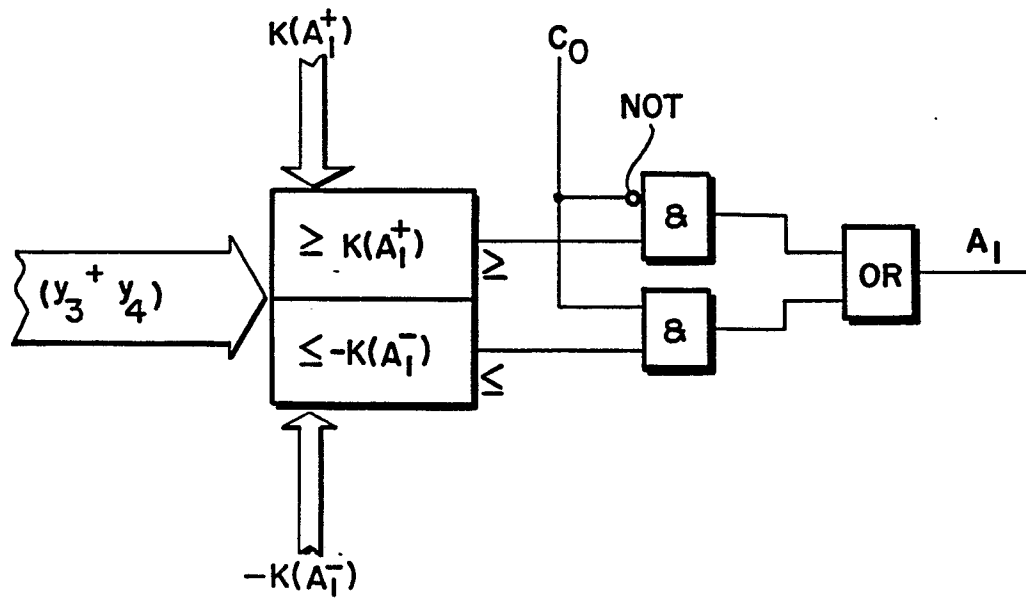 K(A₁⁺)
C₀
NOT
≥ K(A₁⁺)
&
≥
(y₃ + y₄)
A₁
OR
≤ -K(A₁⁻)
&
≤
-K(A₁⁻)